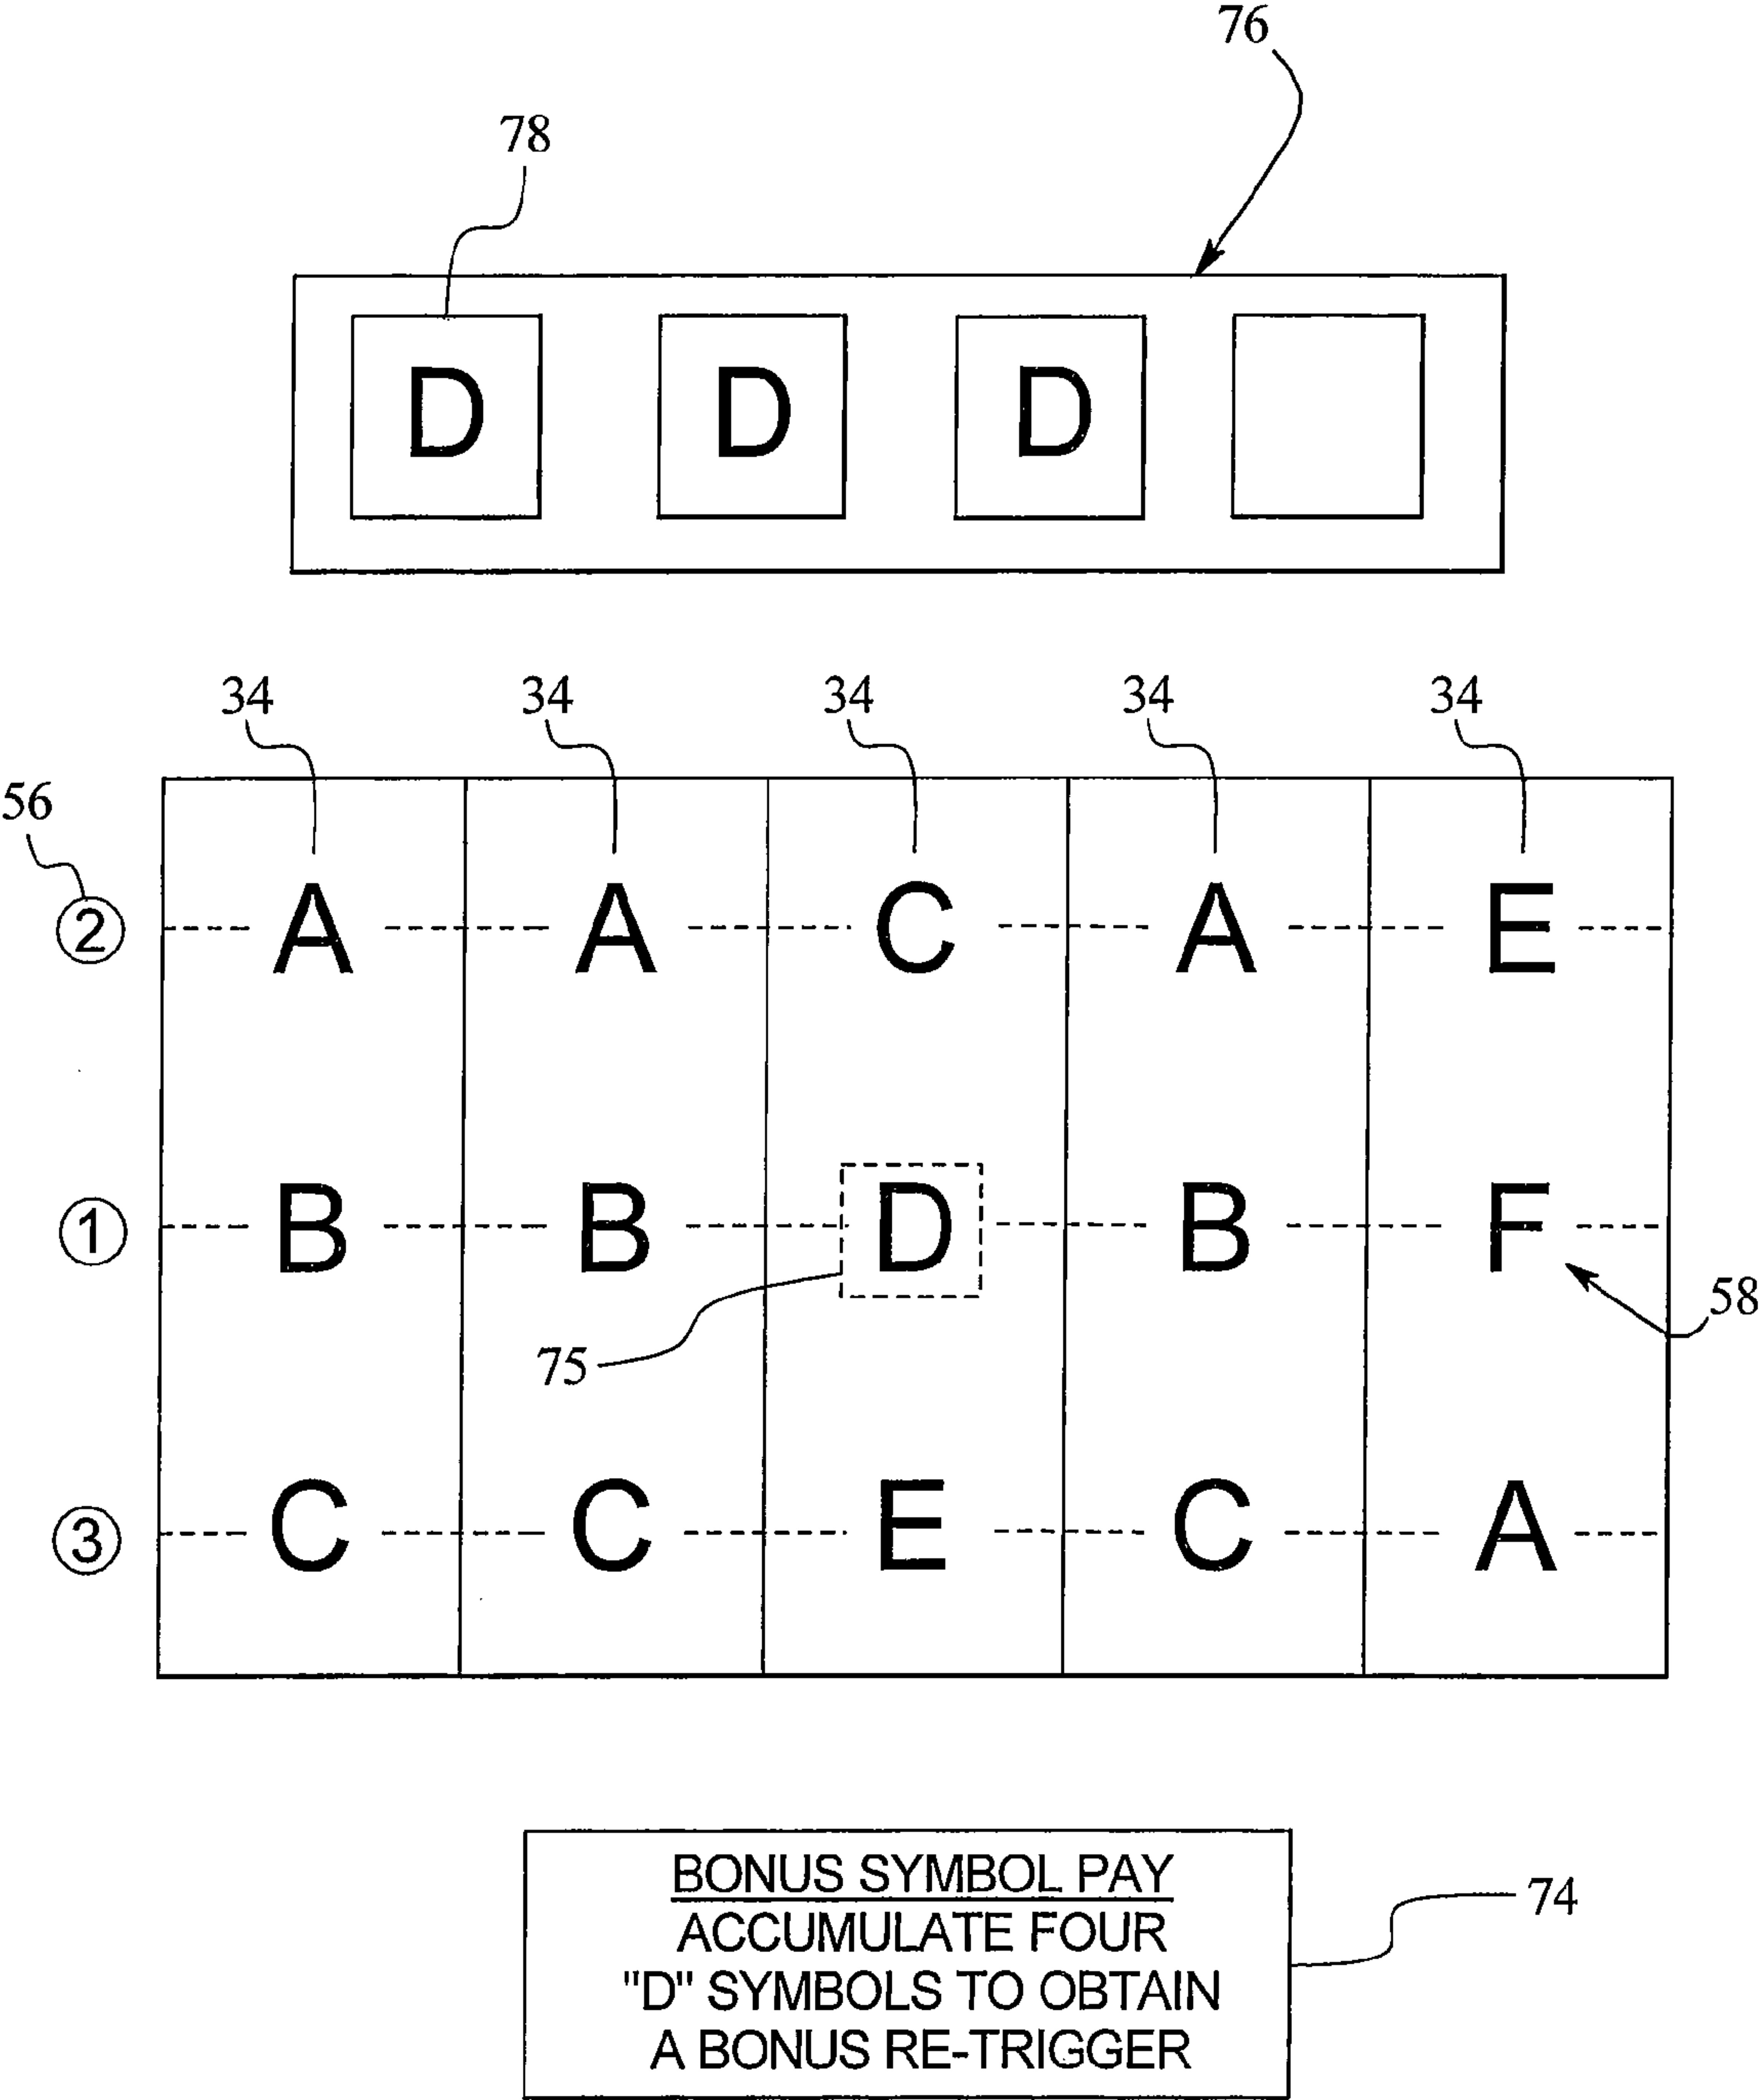 76
78
D D D
34 34 34 34 34
56
② A A C A E
① B B D B F
58
75
③ C C E C A
BONUS SYMBOL PAY
ACCUMULATE FOUR
"D" SYMBOLS TO OBTAIN
A BONUS RE-TRIGGER
74